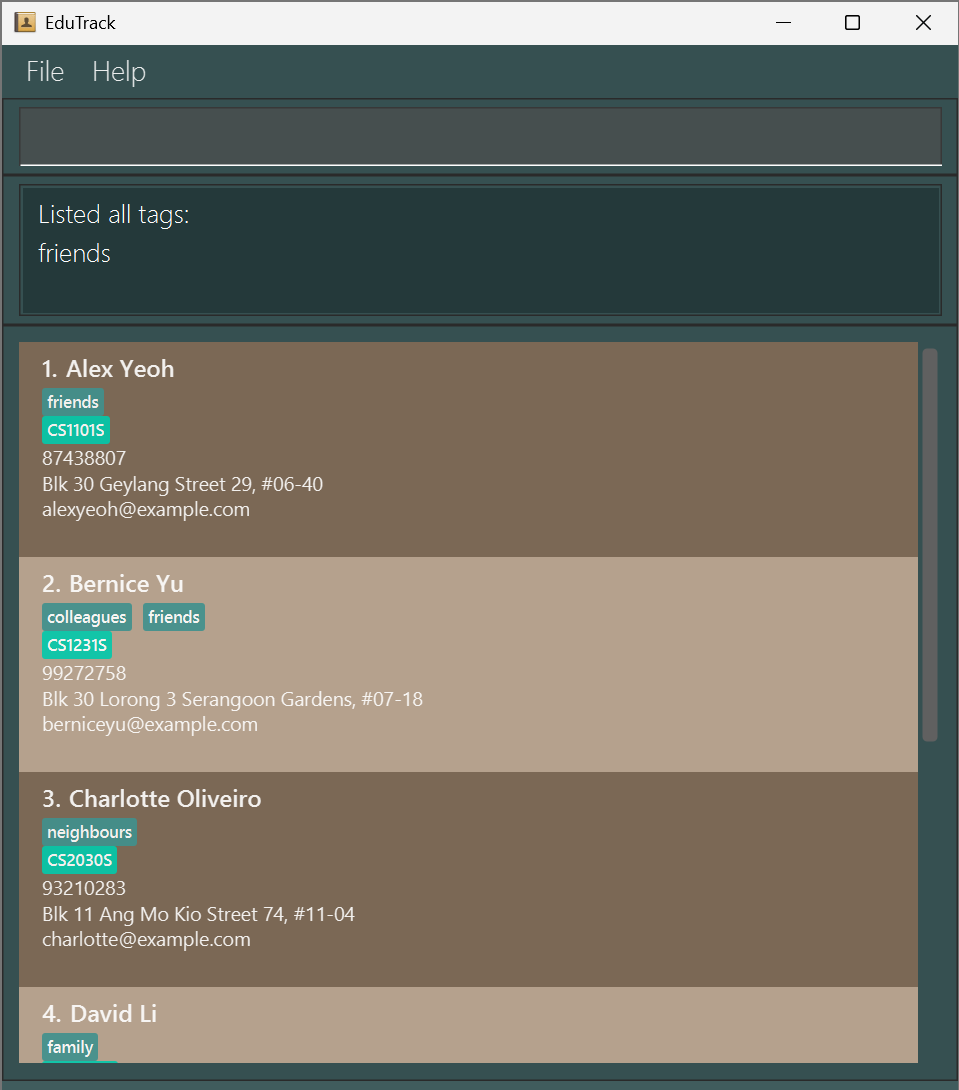 EduTrack
File Help
Listed all tags:
friends
1. Alex Yeoh
friends
CS1101S
87438807
Blk 30 Geylang Street 29, #06-40
alexyeoh@example.com
2. Bernice Yu
colleagues friends
CS1231S
99272758
Blk 30 Lorong 3 Serangoon Gardens, #07-18
berniceyu@example.com
3. Charlotte Oliveiro
neighbours
CS2030S
93210283
Blk 11 Ang Mo Kio Street 74, #11-04
charlotte@example.com
4. David Li
family